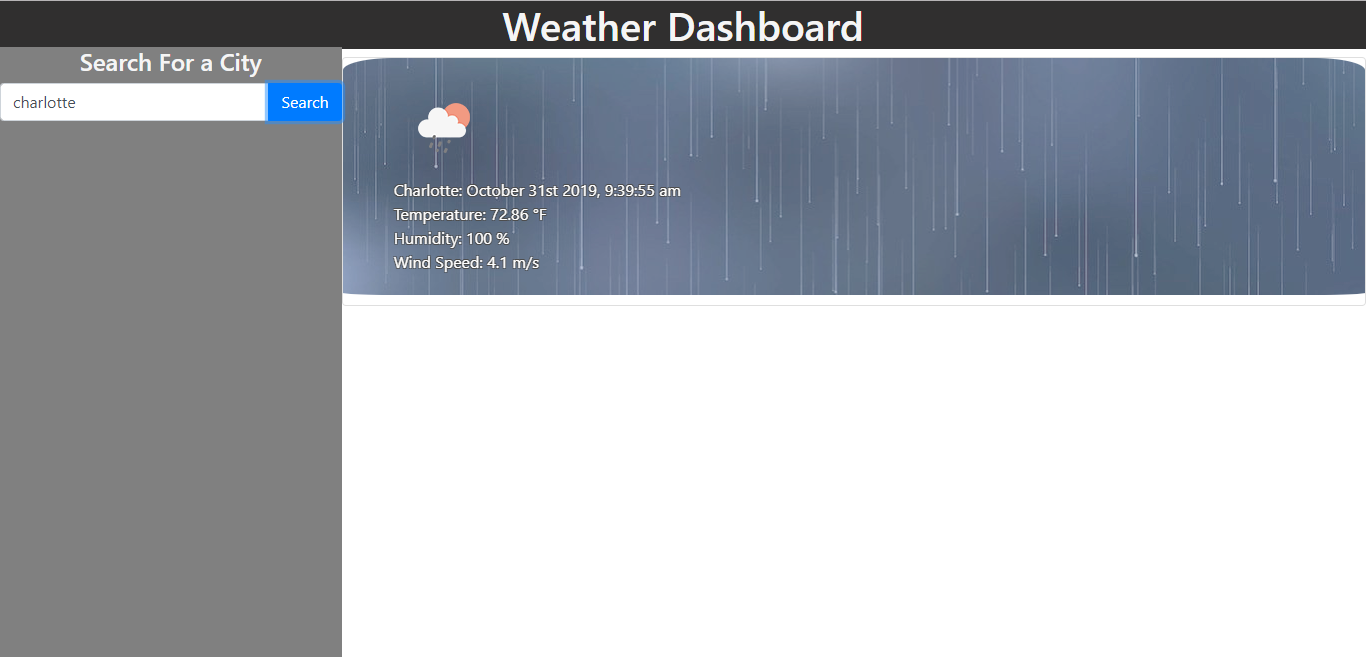 Weather Dashboard
Search For a City
charlotte
Search
Charlotte: October 31st 2019, 9:39:55 am
Temperature: 72.86 °F
Humidity: 100 %
Wind Speed: 4.1 m/s